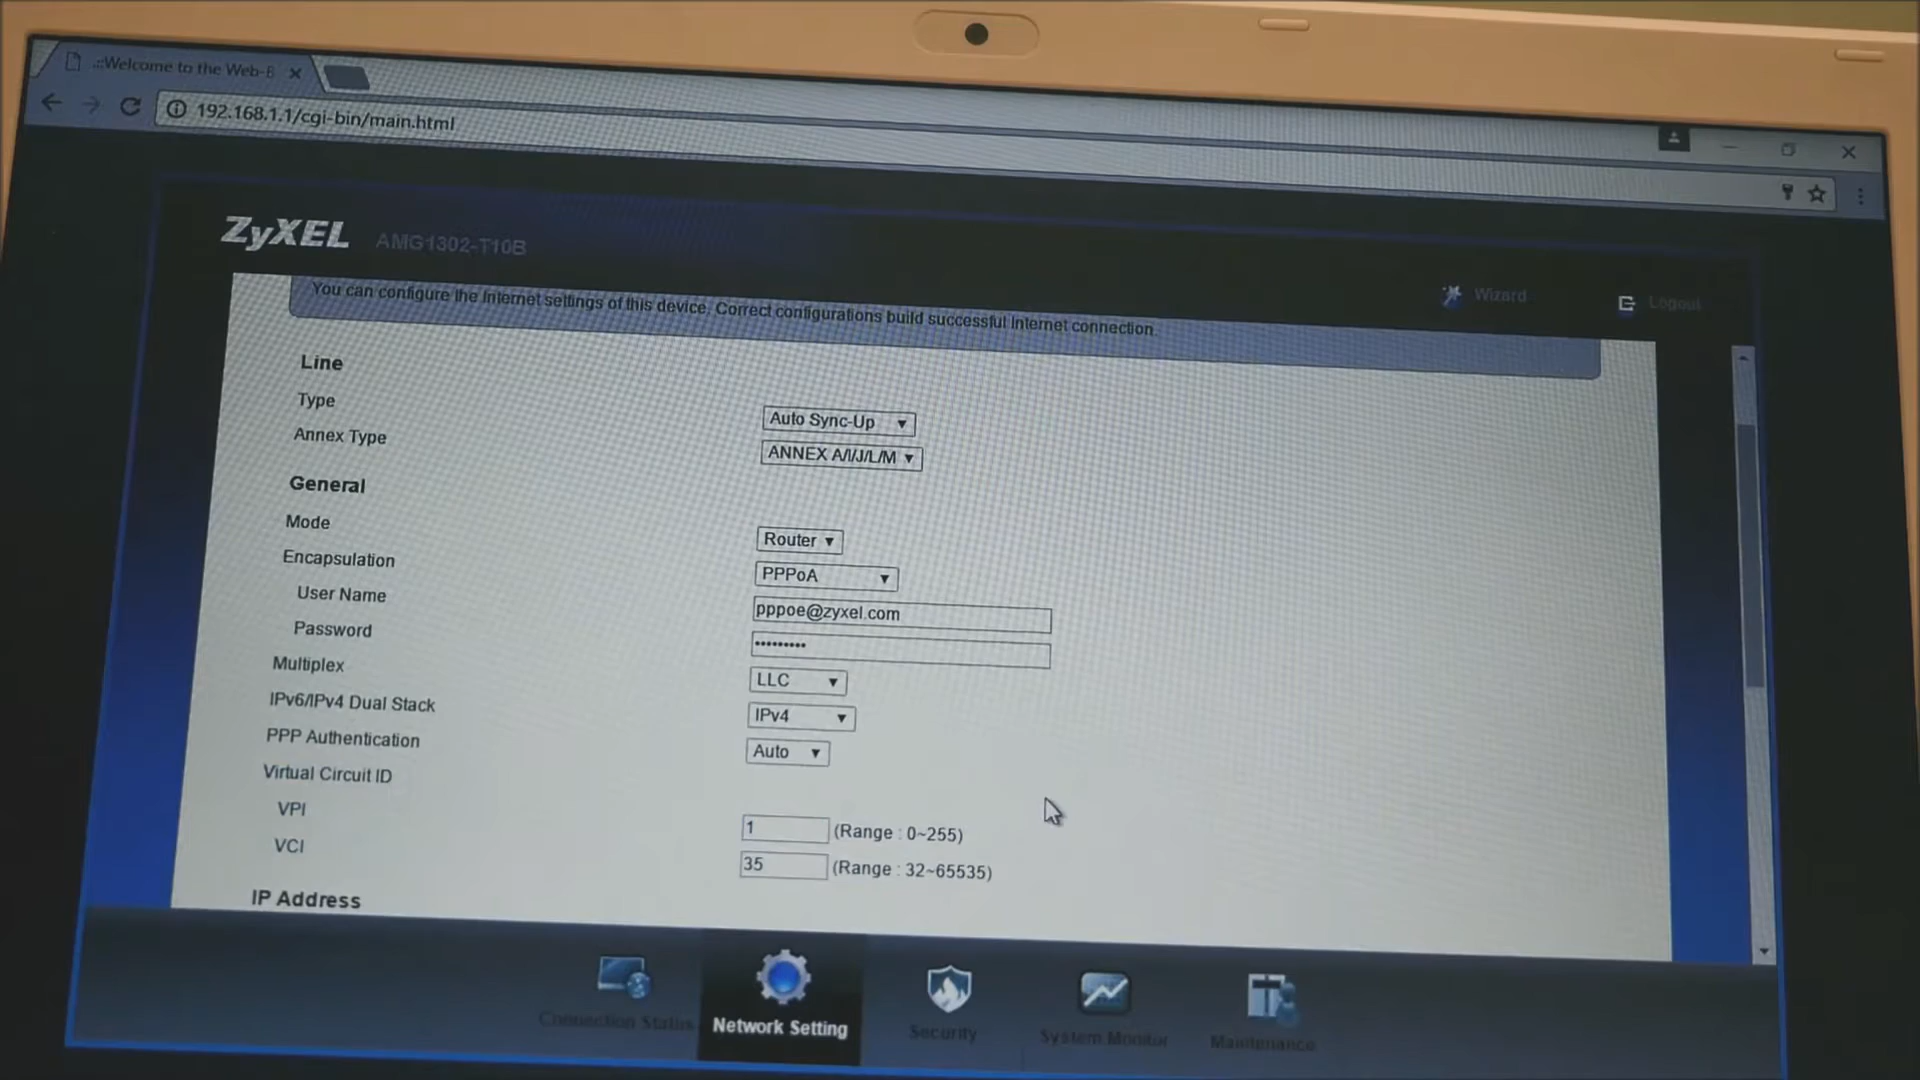 .::Welcome to the Web-B
192.168.1.1/cgi-bin/main.html
ZyXEL AMG1302-T10B
Wizard Logout
You can configure the Internet settings of this device. Correct configurations build successful Internet connection.
Line
Type Auto Sync-Up
Annex Type ANNEX A/I/J/L/M
General
Mode Router
Encapsulation PPPoA
User Name pppoe@zyxel.com
Password •••••••••
Multiplex LLC
IPv6/IPv4 Dual Stack IPv4
PPP Authentication Auto
Virtual Circuit ID
VPI 1 (Range : 0~255)
VCI 35 (Range : 32~65535)
IP Address
Connection Status Network Setting Security System Monitor Maintenance